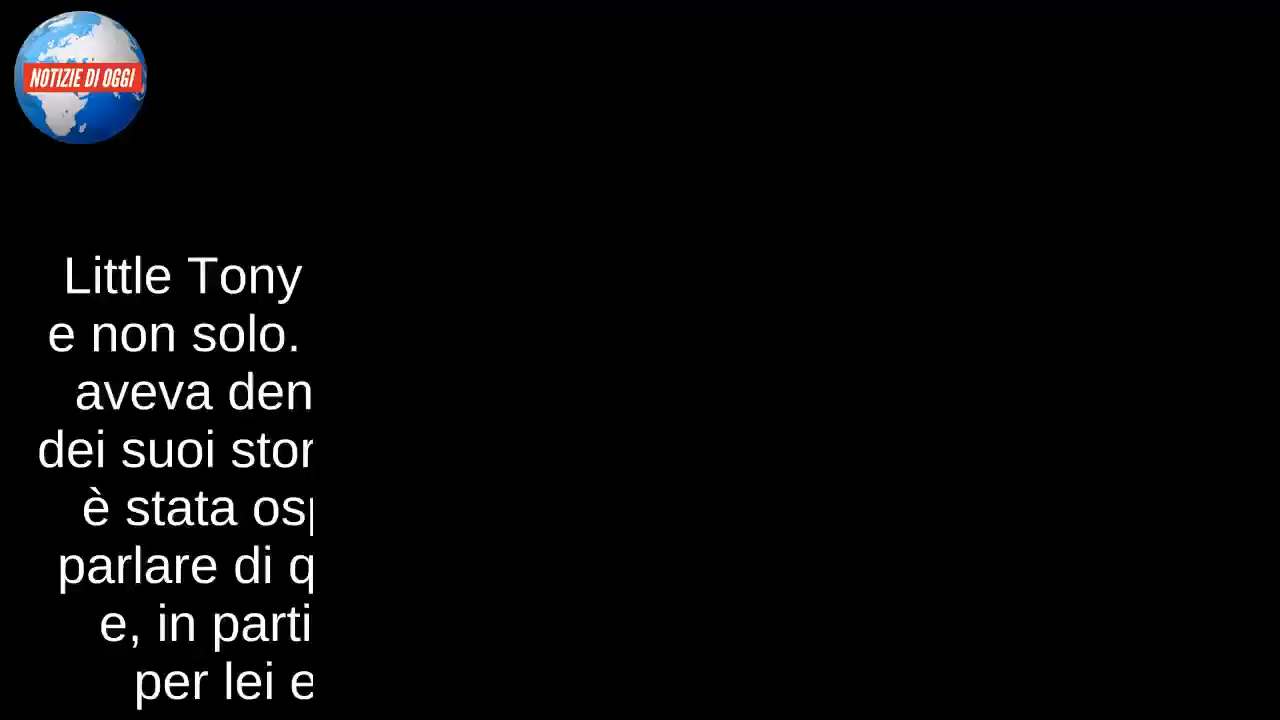 NOTIZIE DI OGGI
Little Tony
e non solo.
aveva den
dei suoi stor
è stata osp
parlare di q
e, in parti
per lei e